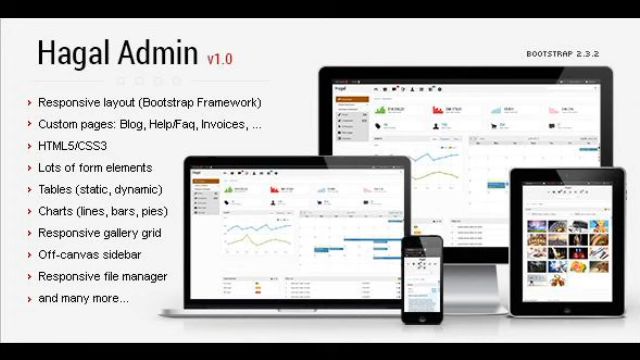 Hagal Admin v1.0
BOOTSTRAP 2.3.2
Responsive layout (Bootstrap Framework)
Custom pages: Blog, Help/Faq, Invoices, ...
HTML5/CSS3
Lots of form elements
Tables (static, dynamic)
Charts (lines, bars, pies)
Responsive gallery grid
Off-canvas sidebar
Responsive file manager
and many more...